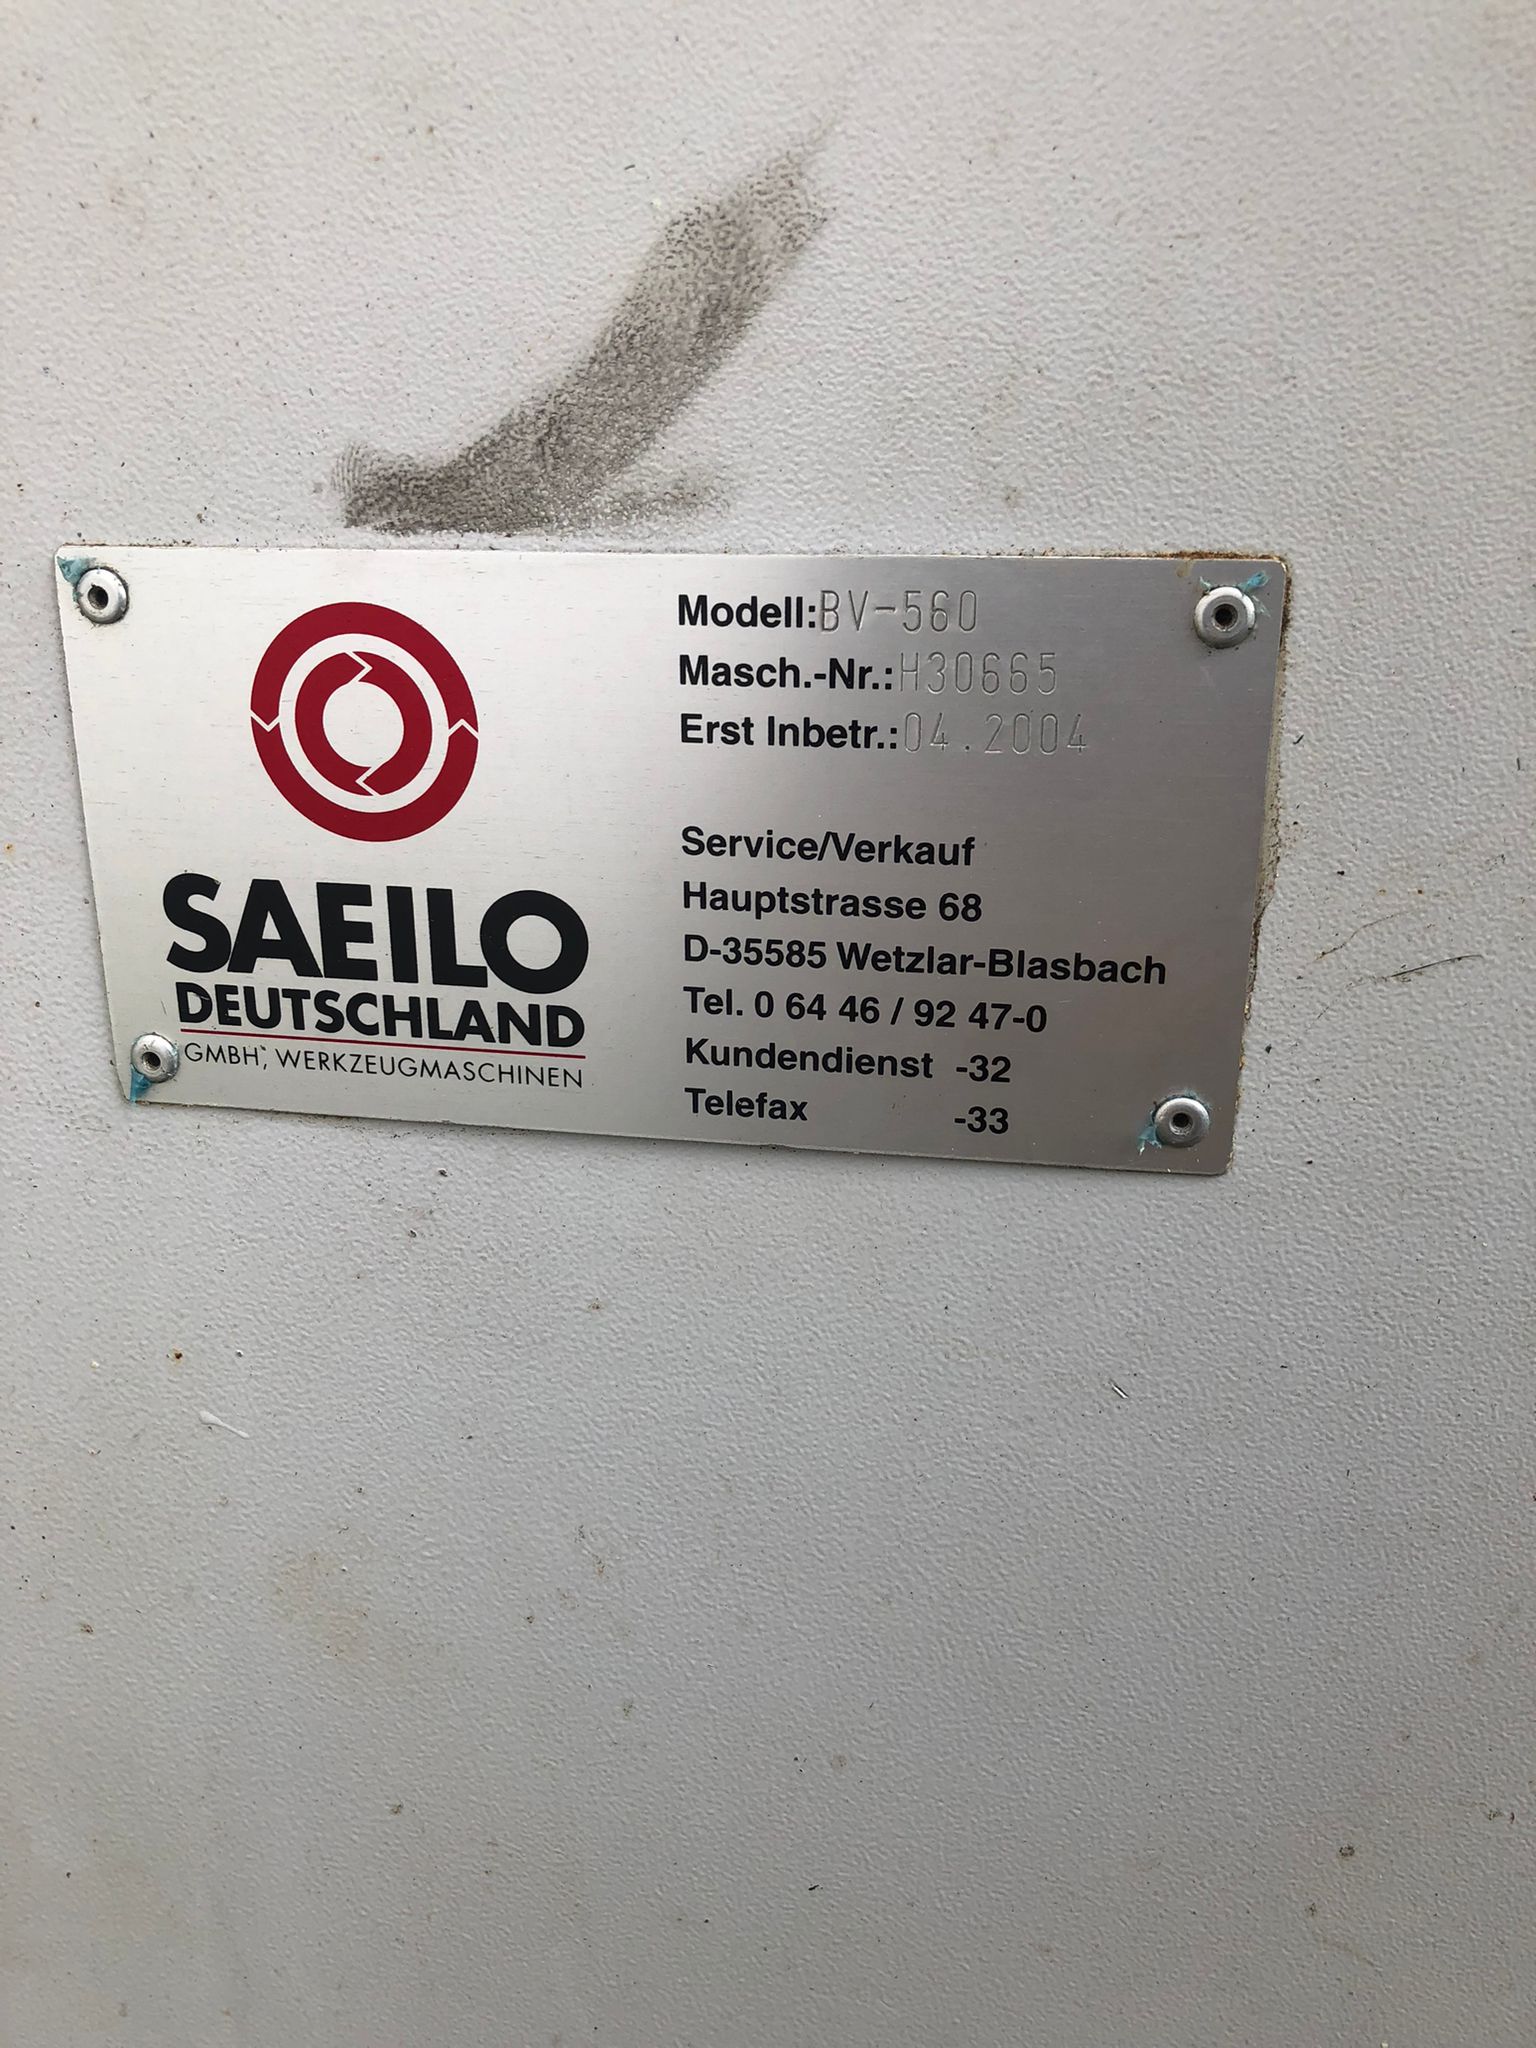 Modell: BV-560
Masch.-Nr.: H30665
Erst Inbetr.: 04.2004
SAEILO
DEUTSCHLAND
GMBH, WERKZEUGMASCHINEN
Service/Verkauf
Hauptstrasse 68
D-35585 Wetzlar-Blasbach
Tel. 0 64 46 / 92 47-0
Kundendienst -32
Telefax -33